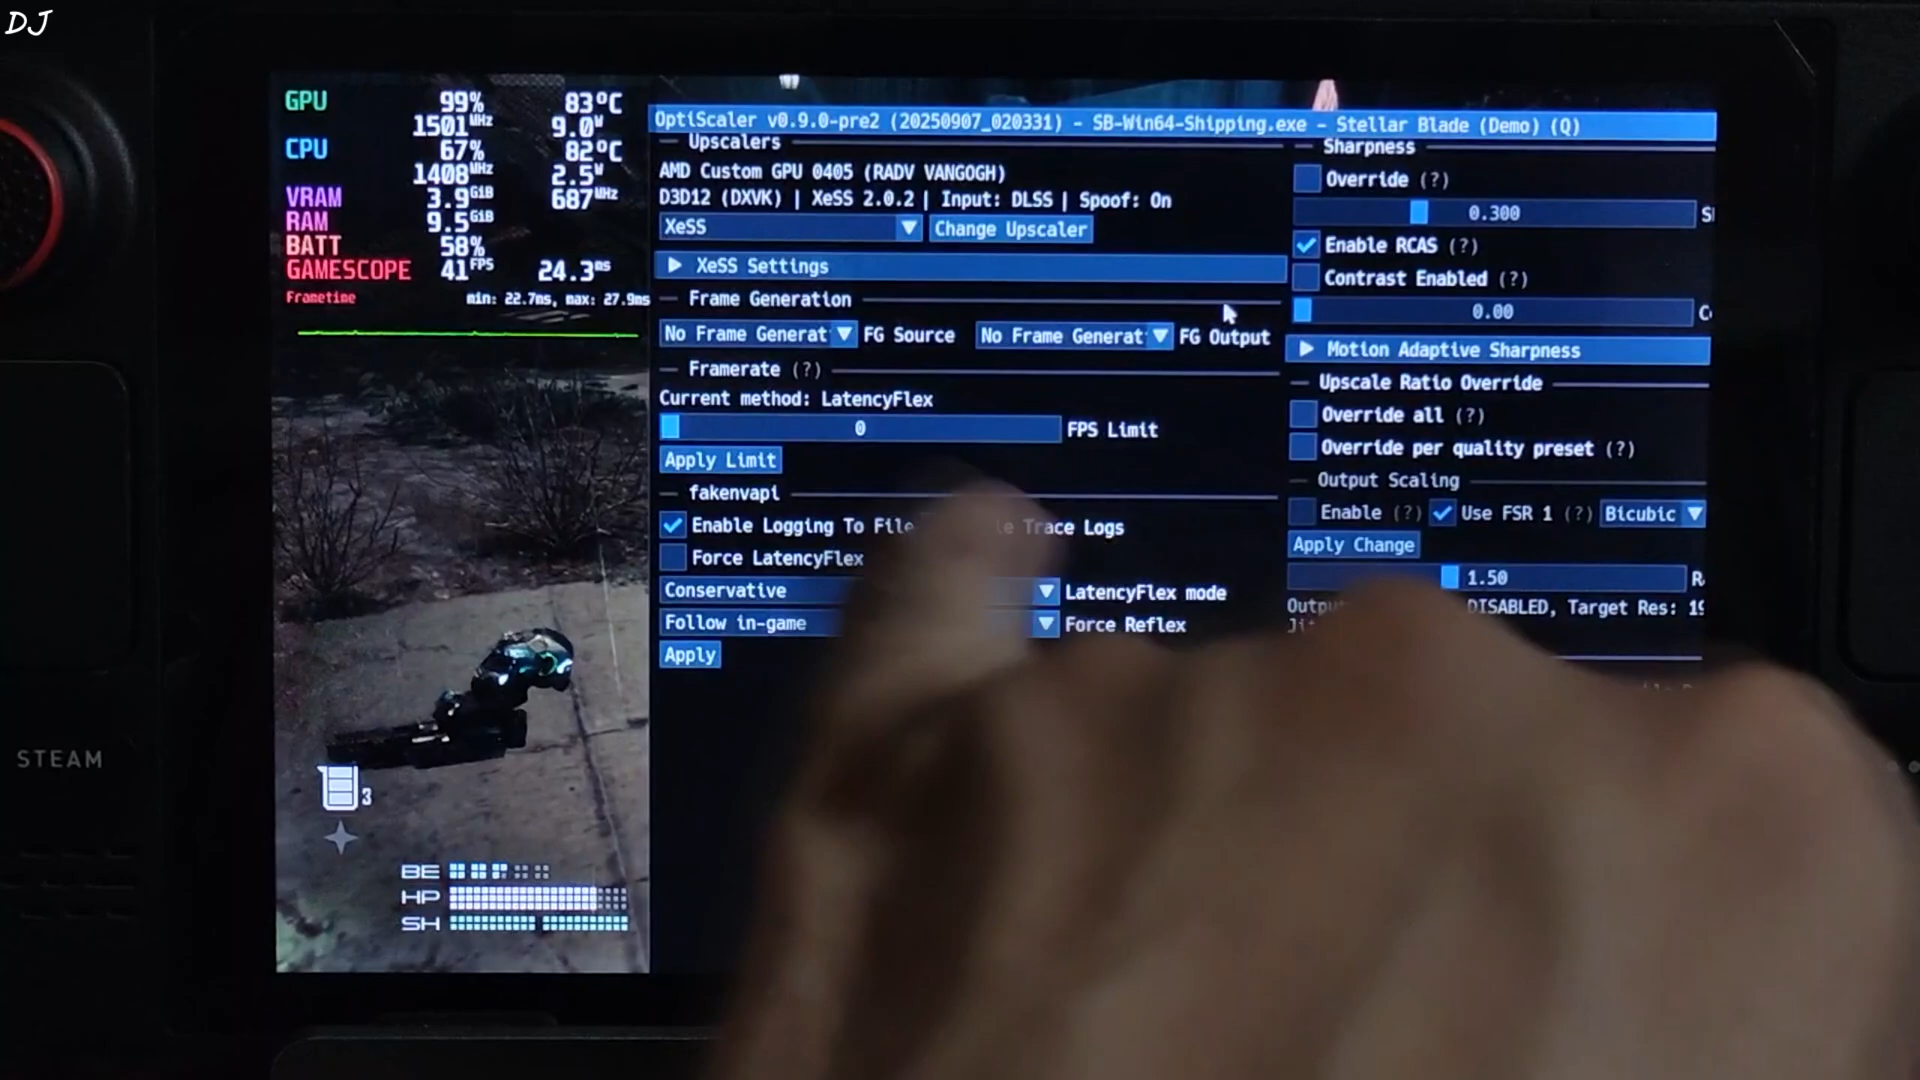 DJ
GPU 99% 83°C
1501MHz 9.0W
CPU 67% 82°C
1408MHz 2.5W
VRAM 3.9GiB 687MHz
RAM 9.5GiB
BATT 58%
GAMESCOPE 41FPS 24.3ms
Frametime min: 22.7ms, max: 27.9ms
OptiScaler v0.9.0-pre2 (20250907_020331) - SB-Win64-Shipping.exe - Stellar Blade (Demo) (Q)
Upscalers
AMD Custom GPU 0405 (RADV VANGOGH)
D3D12 (DXVK) | XeSS 2.0.2 | Input: DLSS | Spoof: On
XeSS Change Upscaler
XeSS Settings
Frame Generation
No Frame Generat FG Source No Frame Generat FG Output
Framerate (?)
Current method: LatencyFlex
0 FPS Limit
Apply Limit
fakenvapi
Enable Logging To File Trace Logs
Force LatencyFlex
Conservative LatencyFlex mode
Follow in-game Force Reflex
Apply
Sharpness
Override (?)
0.300
Enable RCAS (?)
Contrast Enabled (?)
0.00
Motion Adaptive Sharpness
Upscale Ratio Override
Override all (?)
Override per quality preset (?)
Output Scaling
Enable (?) Use FSR 1 (?) Bicubic
Apply Change
1.50
DISABLED, Target Res: 19
STEAM
3
BE
HP
SH